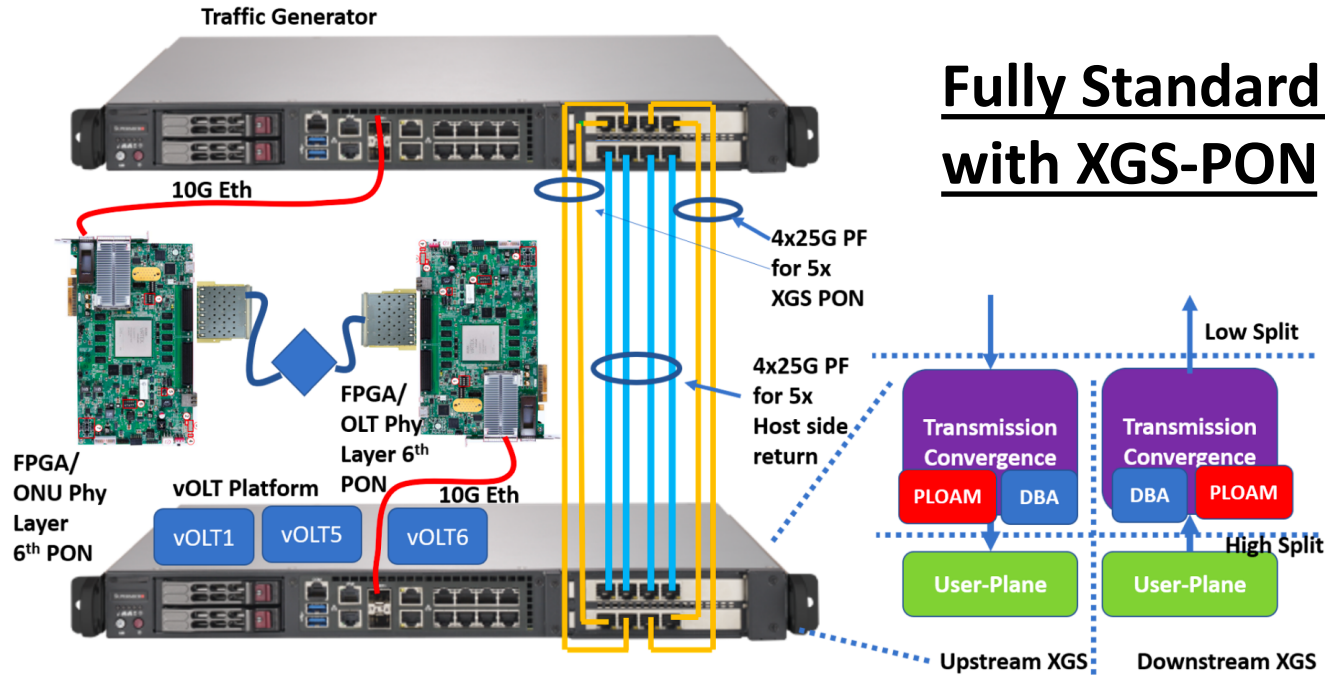 Traffic Generator
Fully Standard
with XGS-PON
10G Eth
4x25G PF
for 5x
XGS PON
4x25G PF
for 5x
Host side
return
FPGA/
OLT Phy
Layer 6th
PON
FPGA/
ONU Phy
Layer
6th PON
10G Eth
vOLT Platform
vOLT1
vOLT5
vOLT6
Low Split
Transmission
Convergence
PLOAM
DBA
Transmission
Convergence
DBA
PLOAM
High Split
User-Plane
User-Plane
Upstream XGS
Downstream XGS